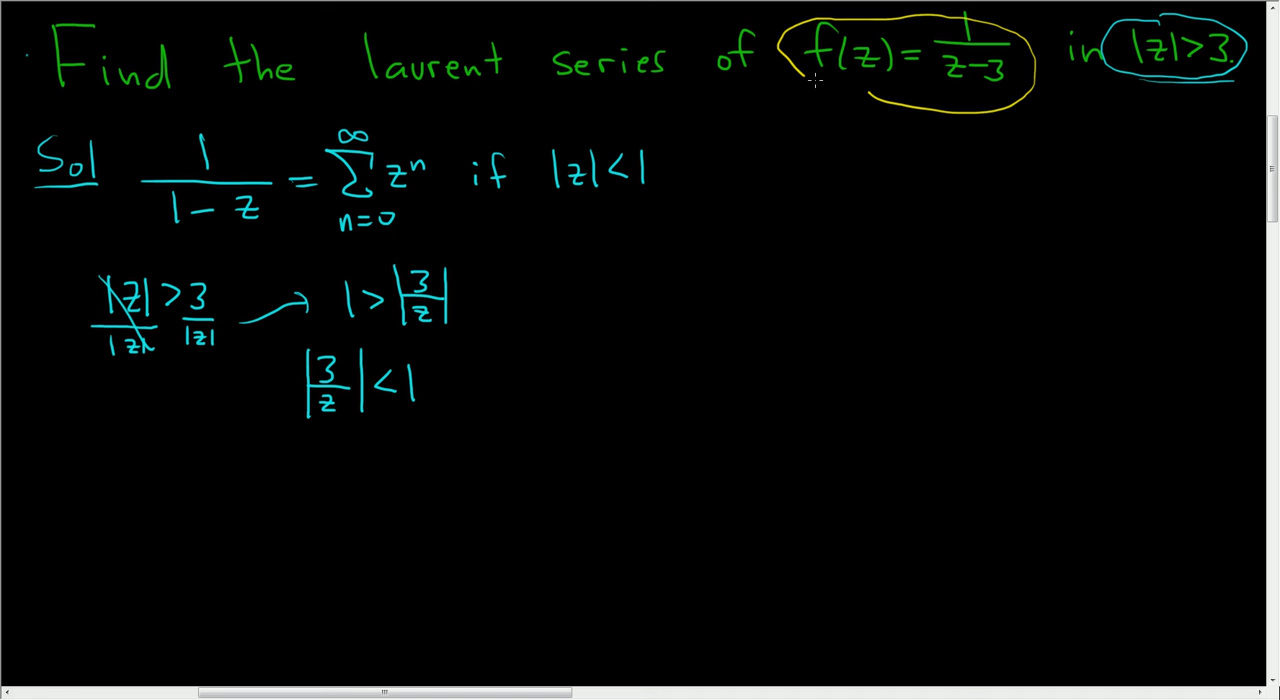 Find the laurent series of f(z) = 1/(z-3) in |z|>3.
Sol 1/(1-z) = ∑_{n=0}^{∞} z^n if |z|<1
|z|/|z| > 3/|z| → 1 > |3/z|
|3/z| < 1